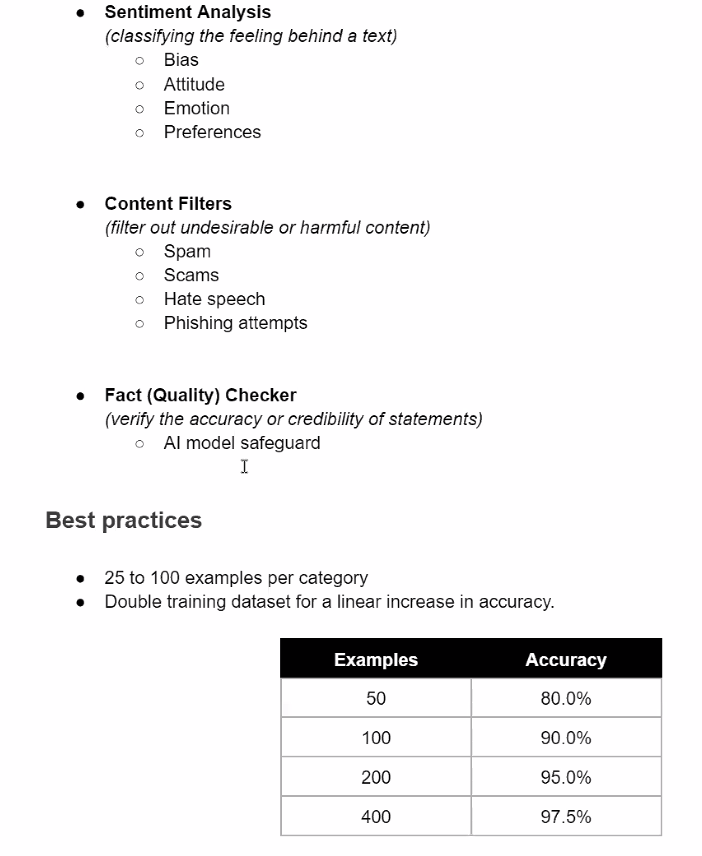 ● Sentiment Analysis
(classifying the feeling behind a text)
○ Bias
○ Attitude
○ Emotion
○ Preferences
● Content Filters
(filter out undesirable or harmful content)
○ Spam
○ Scams
○ Hate speech
○ Phishing attempts
● Fact (Quality) Checker
(verify the accuracy or credibility of statements)
○ AI model safeguard
Best practices
● 25 to 100 examples per category
● Double training dataset for a linear increase in accuracy.
Examples Accuracy
50 80.0%
100 90.0%
200 95.0%
400 97.5%